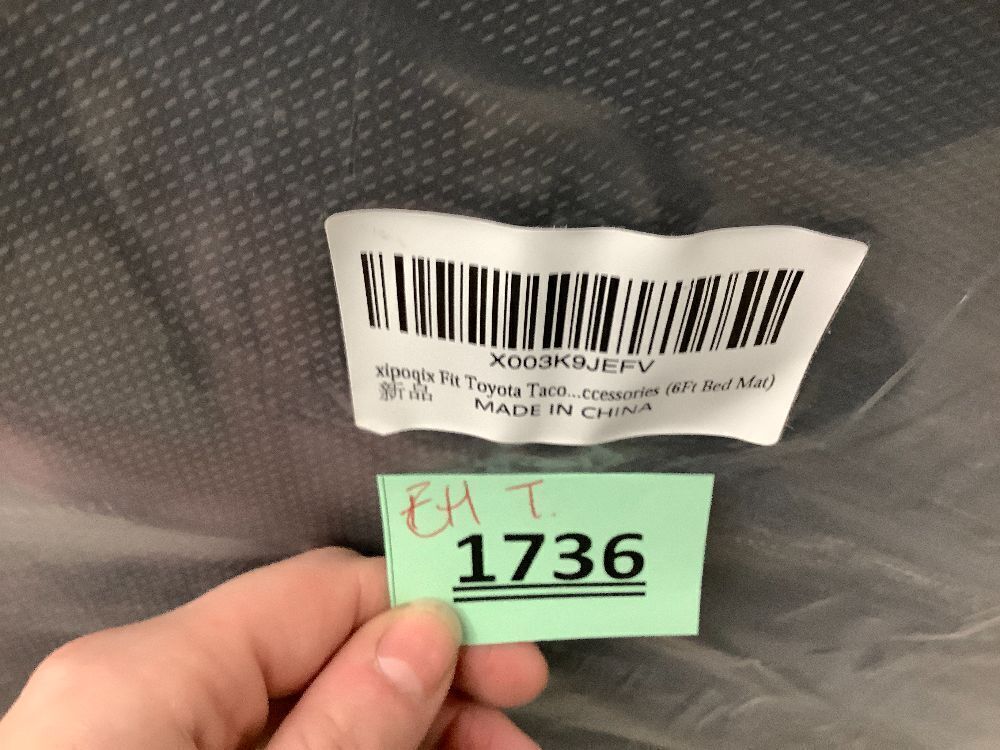 X003K9JEFV
xipoqix Fit Toyota Taco...ccessories (6Ft Bed Mat)
新品
MADE IN CHINA
EH T.
1736